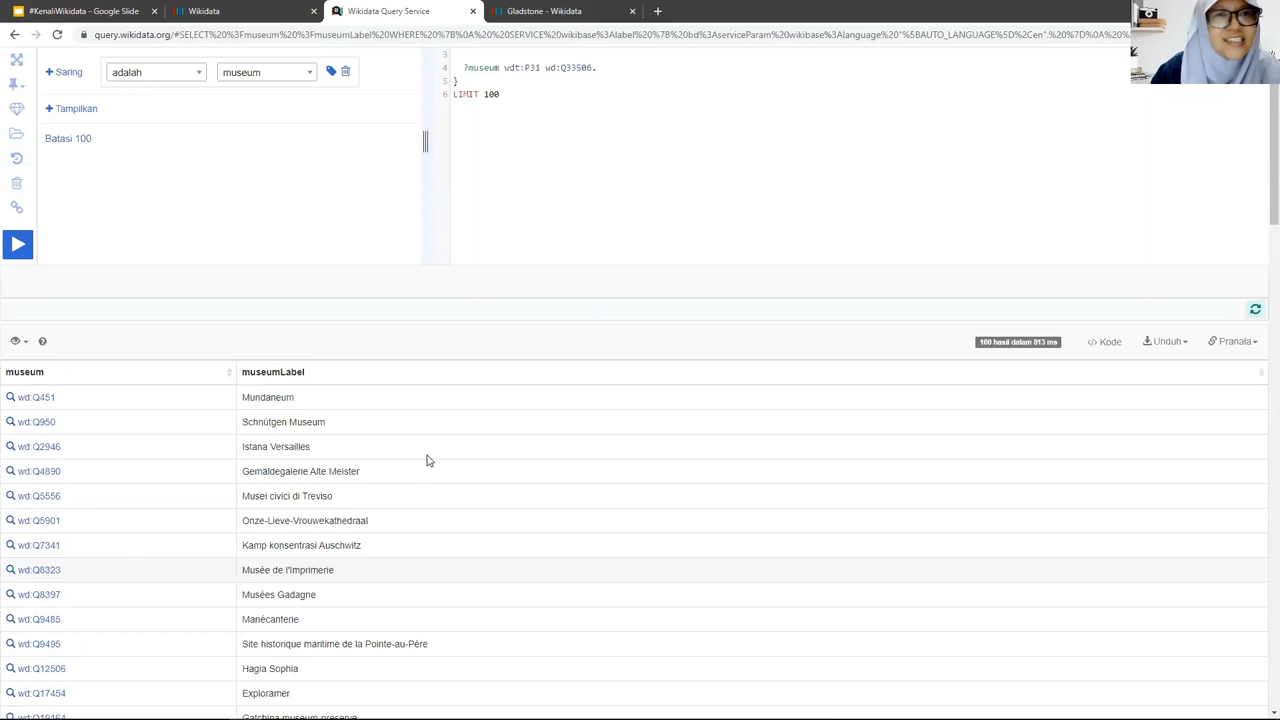 #KenaliWikidata - Google Slide
Wikidata
Wikidata Query Service
Gladstone - Wikidata
query.wikidata.org/#SELECT%20%3Fmuseum%20%3FmuseumLabel%20WHERE%20%7B%0A%20%20SERVICE%20wikibase%3Alabel%20%7B%20bd%3AserviceParam%20wikibase%3Alanguage%20"%5BAUTO_LANGUAGE%5D%2Cen".%20%7D%0A%20%
Saring
adalah
museum
Tampilkan
Batasi 100
3
4 ?museum wdt:P31 wd:Q33506.
5 }
6 LIMIT 100
100 hasil dalam 813 ms
</> Kode
Unduh
Pranala
museum museumLabel
wd:Q451 Mundaneum
wd:Q950 Schnütgen Museum
wd:Q2946 Istana Versailles
wd:Q4890 Gemäldegalerie Alte Meister
wd:Q5556 Musei civici di Treviso
wd:Q5901 Onze-Lieve-Vrouwekathedraal
wd:Q7341 Kamp konsentrasi Auschwitz
wd:Q8323 Musée de l'Imprimerie
wd:Q8397 Musées Gadagne
wd:Q9485 Manécanterie
wd:Q9495 Site historique maritime de la Pointe-au-Père
wd:Q12506 Hagia Sophia
wd:Q17454 Exploramer
wd:Q19164 Gatchina museum preserve